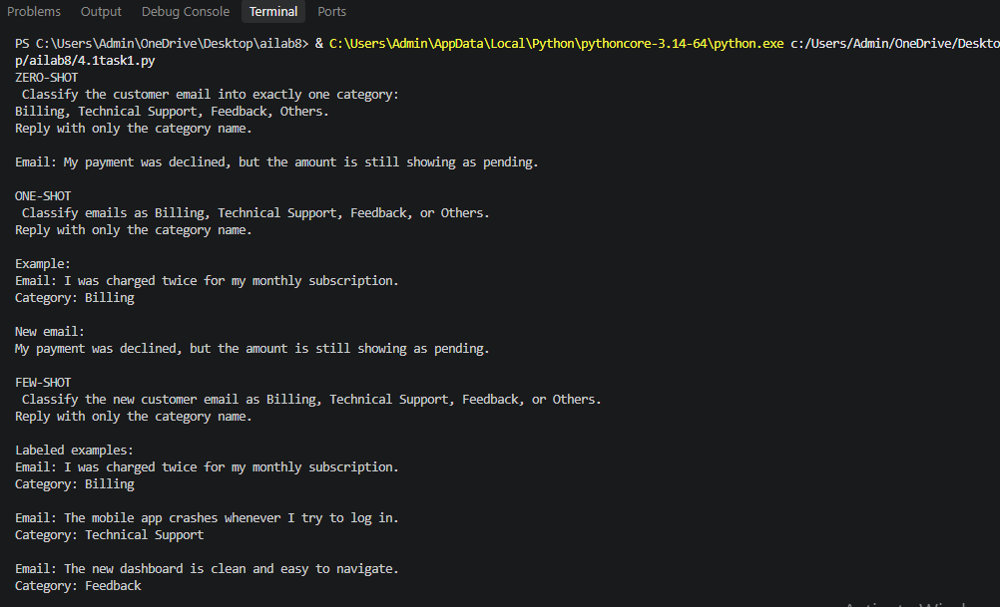 Problems Output Debug Console Terminal Ports
PS C:\Users\Admin\OneDrive\Desktop\ailab8> & C:\Users\Admin\AppData\Local\Python\pythoncore-3.14-64\python.exe c:/Users/Admin/OneDrive/Deskto
p/ailab8/4.1task1.py
ZERO-SHOT
Classify the customer email into exactly one category:
Billing, Technical Support, Feedback, Others.
Reply with only the category name.
Email: My payment was declined, but the amount is still showing as pending.
ONE-SHOT
Classify emails as Billing, Technical Support, Feedback, or Others.
Reply with only the category name.
Example:
Email: I was charged twice for my monthly subscription.
Category: Billing
New email:
My payment was declined, but the amount is still showing as pending.
FEW-SHOT
Classify the new customer email as Billing, Technical Support, Feedback, or Others.
Reply with only the category name.
Labeled examples:
Email: I was charged twice for my monthly subscription.
Category: Billing
Email: The mobile app crashes whenever I try to log in.
Category: Technical Support
Email: The new dashboard is clean and easy to navigate.
Category: Feedback